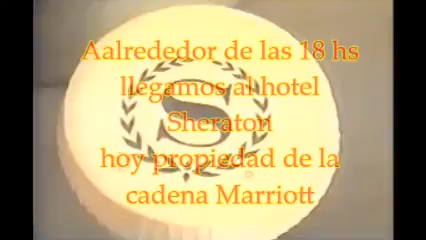 Aalrededor de las 18 hs
llegamos al hotel
Sheraton
hoy propiedad de la
cadena Marriott
S